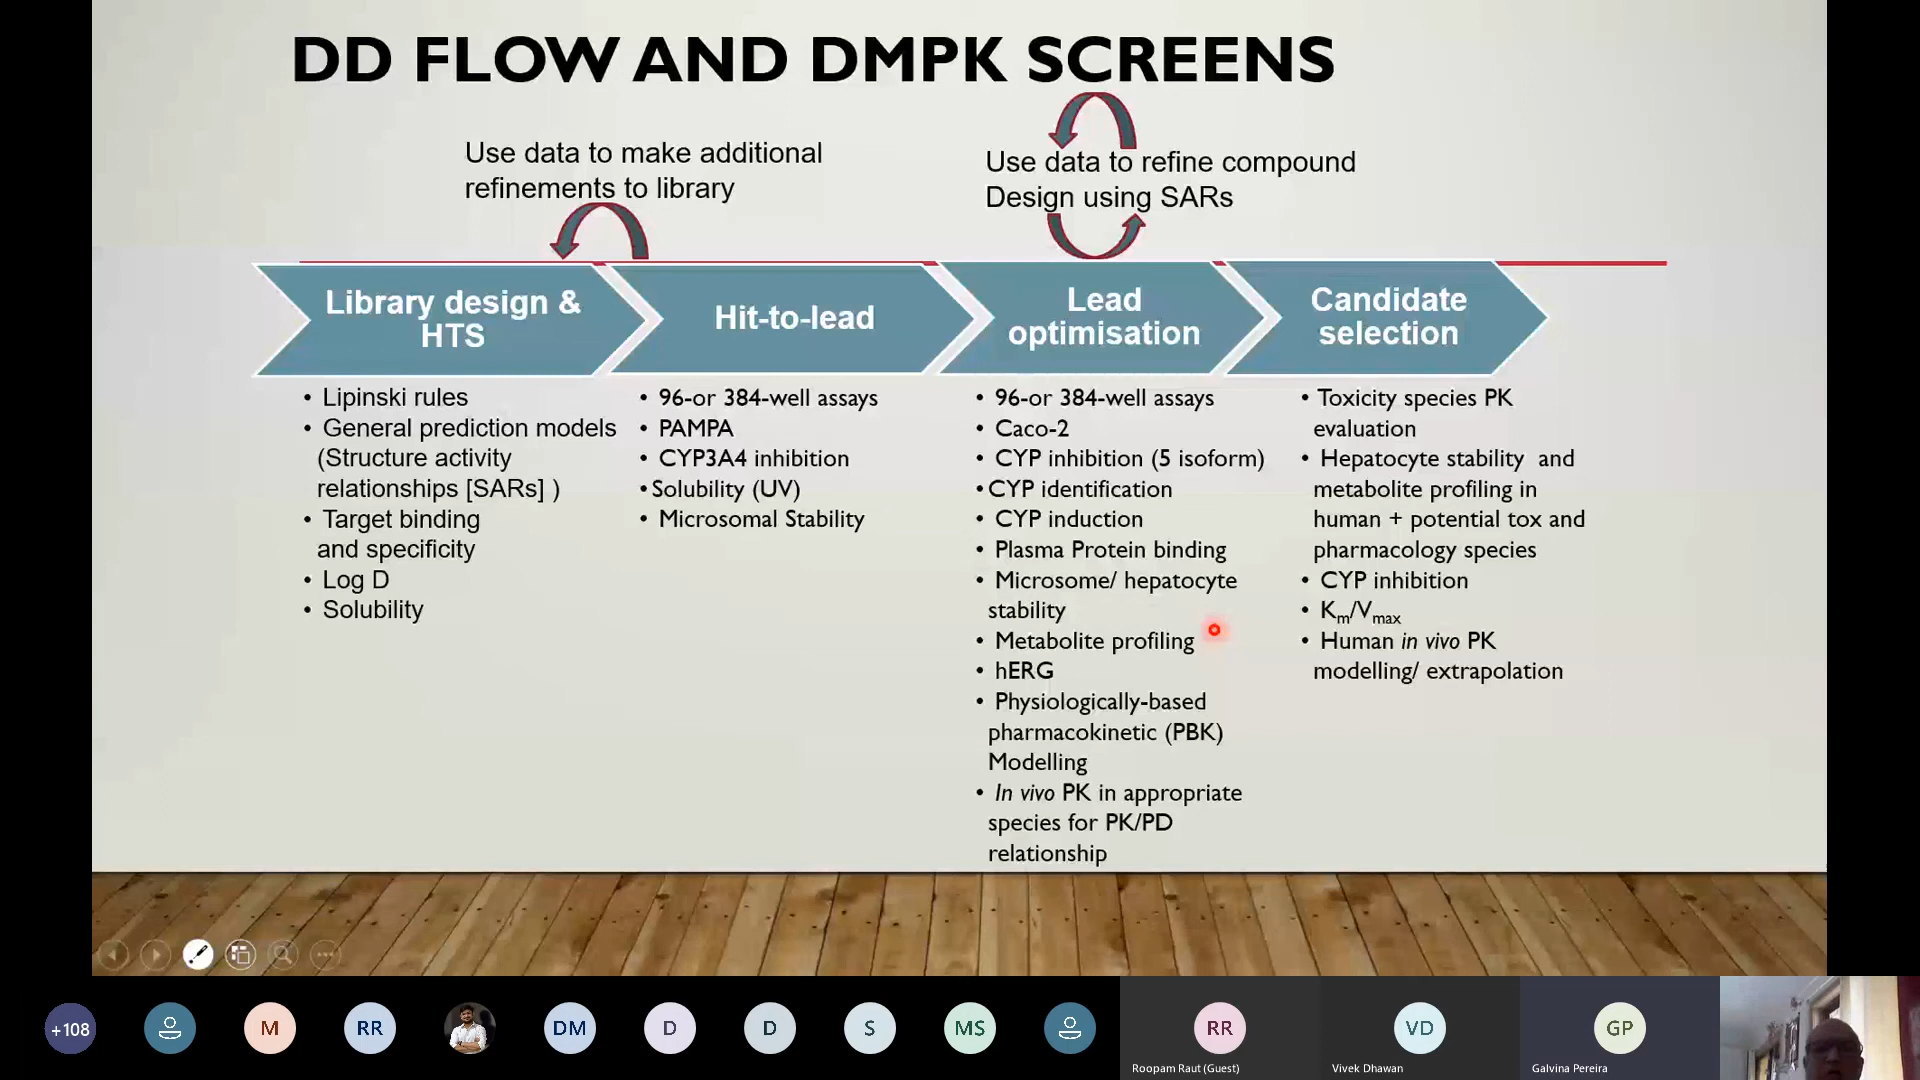 DD FLOW AND DMPK SCREENS
Use data to make additional
refinements to library
Use data to refine compound
Design using SARs
Library design &
HTS
Hit-to-lead
Lead
optimisation
Candidate
selection
• Lipinski rules
• General prediction models
(Structure activity
relationships [SARs] )
• Target binding
and specificity
• Log D
• Solubility
• 96-or 384-well assays
• PAMPA
• CYP3A4 inhibition
• Solubility (UV)
• Microsomal Stability
• 96-or 384-well assays
• Caco-2
• CYP inhibition (5 isoform)
• CYP identification
• CYP induction
• Plasma Protein binding
• Microsome/ hepatocyte
stability
• Metabolite profiling
• hERG
• Physiologically-based
pharmacokinetic (PBK)
Modelling
• In vivo PK in appropriate
species for PK/PD
relationship
• Toxicity species PK
evaluation
• Hepatocyte stability and
metabolite profiling in
human + potential tox and
pharmacology species
• CYP inhibition
• Km/Vmax
• Human in vivo PK
modelling/ extrapolation
+108
M
RR
DM
D
D
S
MS
RR
VD
GP
Roopam Raut (Guest)
Vivek Dhawan
Galvina Pereira